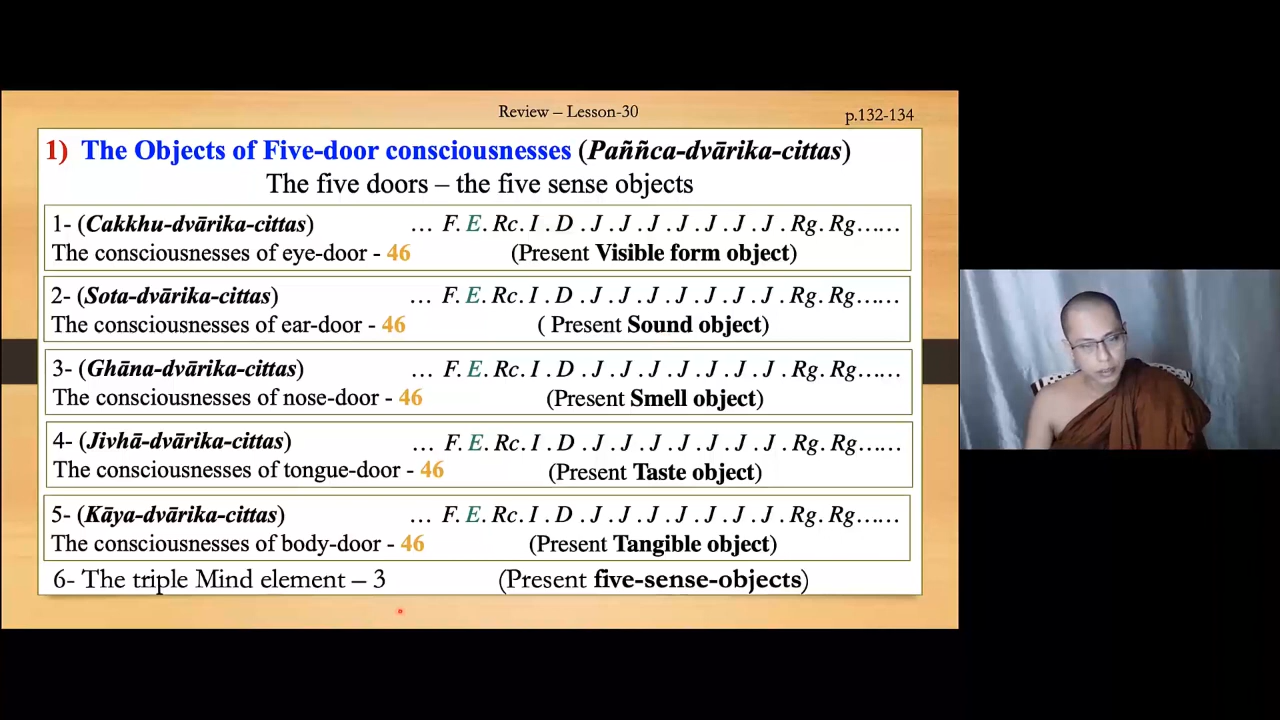 Review – Lesson-30
p.132-134
1) The Objects of Five-door consciousnesses (Paññca-dvārika-cittas)
The five doors – the five sense objects
1- (Cakkhu-dvārika-cittas) … F. E. Rc. I . D . J . J . J . J . J . J . J . Rg. Rg……
The consciousnesses of eye-door - 46 (Present Visible form object)
2- (Sota-dvārika-cittas) … F. E. Rc. I . D . J . J . J . J . J . J . J . Rg. Rg……
The consciousnesses of ear-door - 46 ( Present Sound object)
3- (Ghāna-dvārika-cittas) … F. E. Rc. I . D . J . J . J . J . J . J . J . Rg. Rg……
The consciousnesses of nose-door - 46 (Present Smell object)
4- (Jivhā-dvārika-cittas) … F. E. Rc. I . D . J . J . J . J . J . J . J . Rg. Rg……
The consciousnesses of tongue-door - 46 (Present Taste object)
5- (Kāya-dvārika-cittas) … F. E. Rc. I . D . J . J . J . J . J . J . J . Rg. Rg……
The consciousnesses of body-door - 46 (Present Tangible object)
6- The triple Mind element – 3 (Present five-sense-objects)